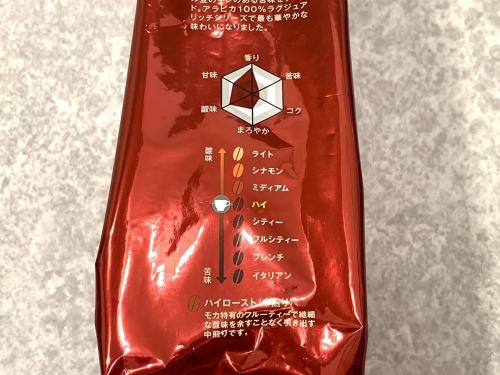 ド。アラビカ100%ラグジュア
リッチシリーズで最も華やかな
味わいになりました。
香り
甘味
苦味
酸味
コク
まろやか
酸味
ライト
シナモン
ミディアム
ハイ
シティー
フルシティー
フレンチ
イタリアン
苦味
ハイロースト(中煎り)
モカ特有のフルーティーで繊細
な酸味を余すことなく引き出す
中煎りです。